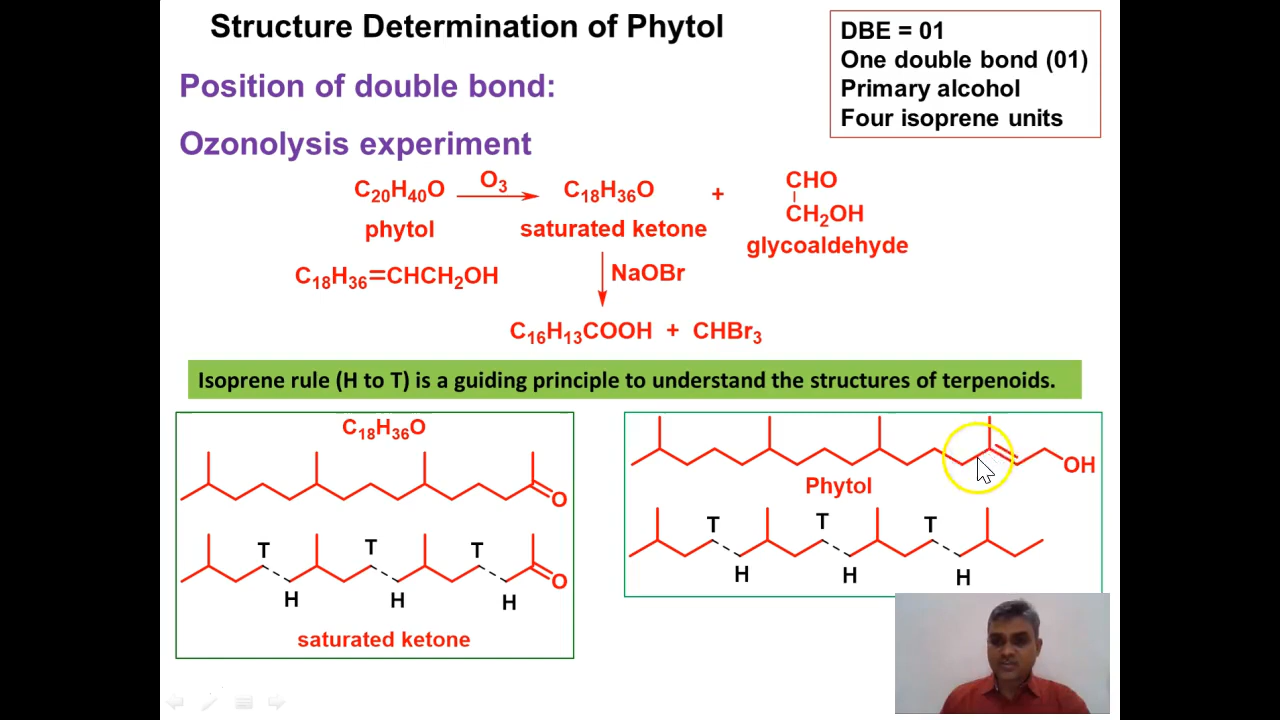 Structure Determination of Phytol
DBE = 01
One double bond (01)
Primary alcohol
Four isoprene units
Position of double bond:
Ozonolysis experiment
C20H40O O3 C18H36O + CHO
CH2OH
phytol saturated ketone glycoaldehyde
C18H36=CHCH2OH NaOBr
C16H13COOH + CHBr3
Isoprene rule (H to T) is a guiding principle to understand the structures of terpenoids.
C18H36O
O
T T T
O
H H H
saturated ketone
OH
Phytol
T T T
H H H